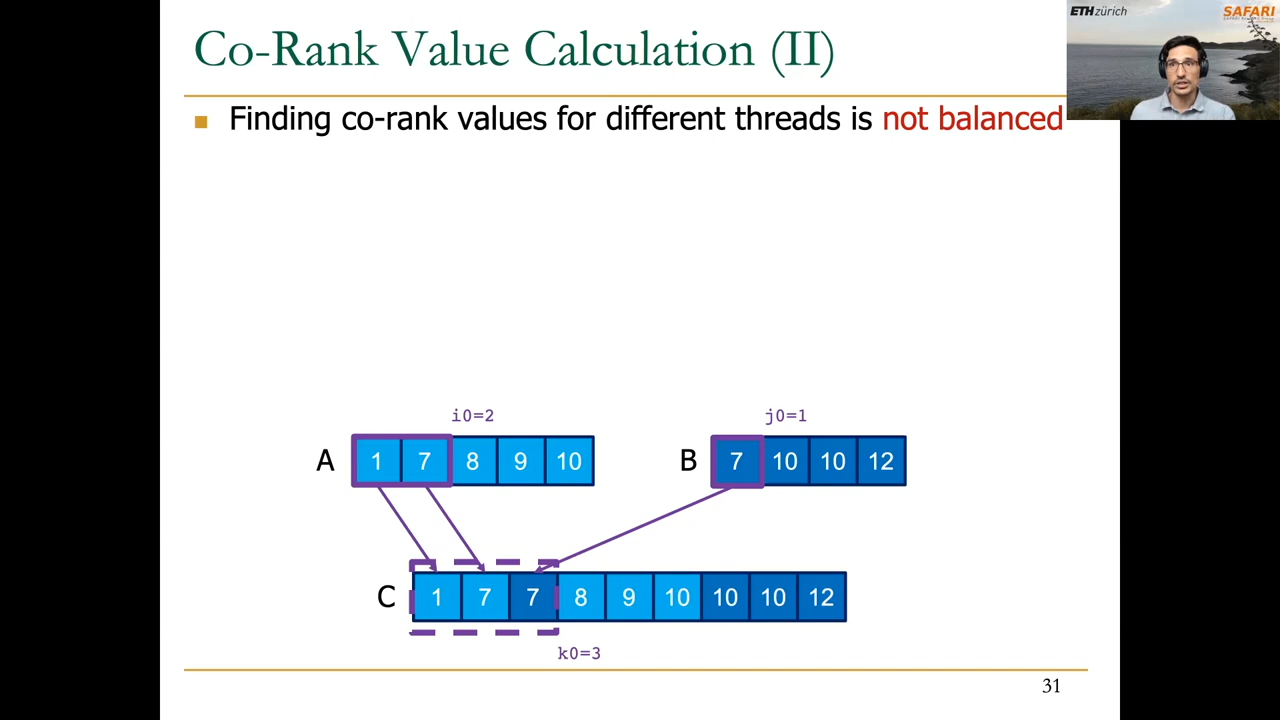 Co-Rank Value Calculation (II)
ETHzürich
SAFARI
Finding co-rank values for different threads is not balanced
i0=2
j0=1
A 1 7 8 9 10
B 7 10 10 12
C 1 7 7 8 9 10 10 10 12
k0=3
31